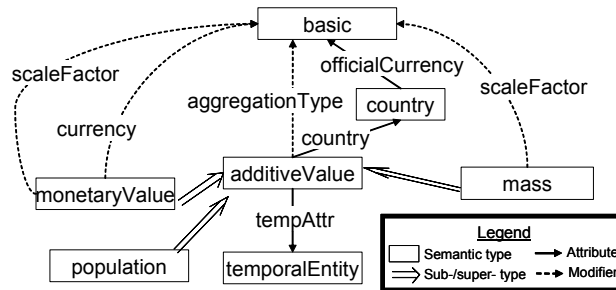 basic
scaleFactor
officialCurrency
scaleFactor
aggregationType
country
currency
country
monetaryValue
additiveValue
mass
tempAttr
population
temporalEntity
Legend
Semantic type
Attribute
Sub-/super- type
Modifier